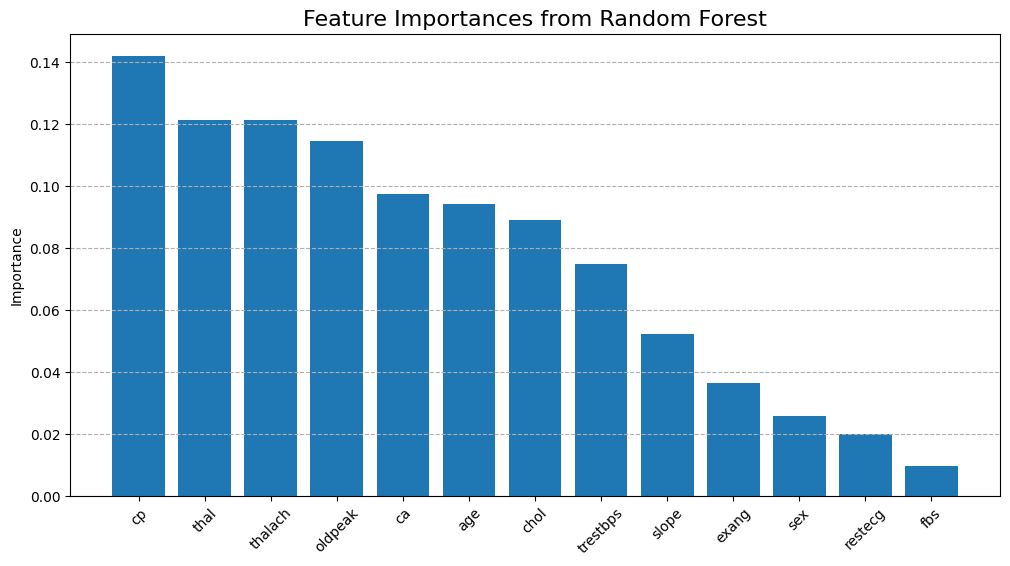 Feature Importances from Random Forest
Importance
0.14
0.12
0.10
0.08
0.06
0.04
0.02
0.00
cp
thal
thalach
oldpeak
ca
age
chol
trestbps
slope
exang
sex
restecg
fbs